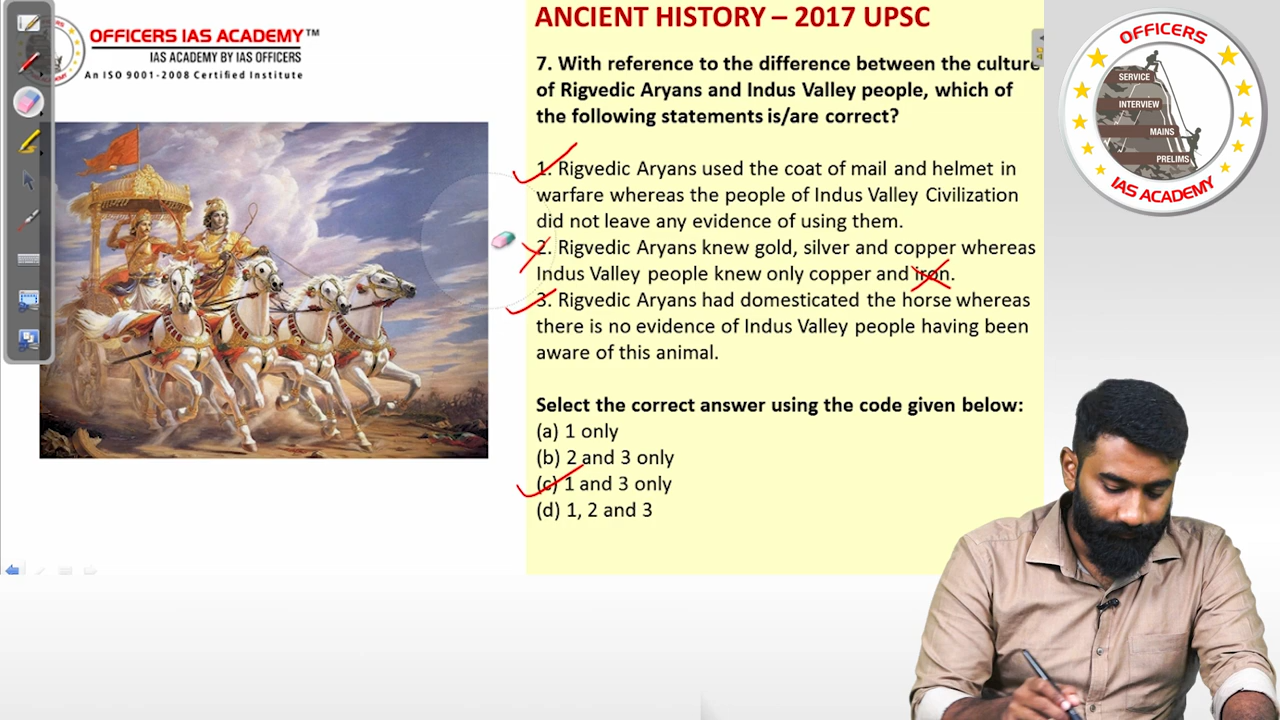 OFFICERS IAS ACADEMY™
IAS ACADEMY BY IAS OFFICERS
An ISO 9001-2008 Certified Institute
ANCIENT HISTORY – 2017 UPSC
7. With reference to the difference between the culture
of Rigvedic Aryans and Indus Valley people, which of
the following statements is/are correct?
1. Rigvedic Aryans used the coat of mail and helmet in
warfare whereas the people of Indus Valley Civilization
did not leave any evidence of using them.
2. Rigvedic Aryans knew gold, silver and copper whereas
Indus Valley people knew only copper and iron.
3. Rigvedic Aryans had domesticated the horse whereas
there is no evidence of Indus Valley people having been
aware of this animal.
Select the correct answer using the code given below:
(a) 1 only
(b) 2 and 3 only
(c) 1 and 3 only
(d) 1, 2 and 3
OFFICERS
SERVICE
INTERVIEW
MAINS
PRELIMS
IAS ACADEMY